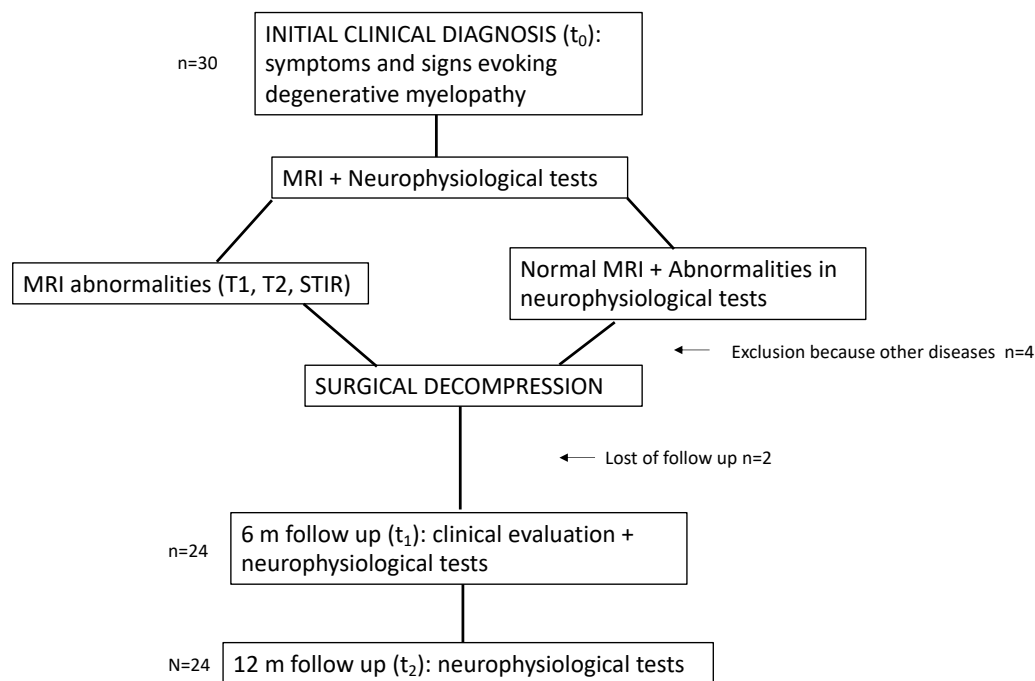 INITIAL CLINICAL DIAGNOSIS (t₀):
symptoms and signs evoking
degenerative myelopathy
n=30
MRI + Neurophysiological tests
MRI abnormalities (T1, T2, STIR)
Normal MRI + Abnormalities in
neurophysiological tests
Exclusion because other diseases n=4
SURGICAL DECOMPRESSION
Lost of follow up n=2
6 m follow up (t₁): clinical evaluation +
neurophysiological tests
n=24
N=24
12 m follow up (t₂): neurophysiological tests